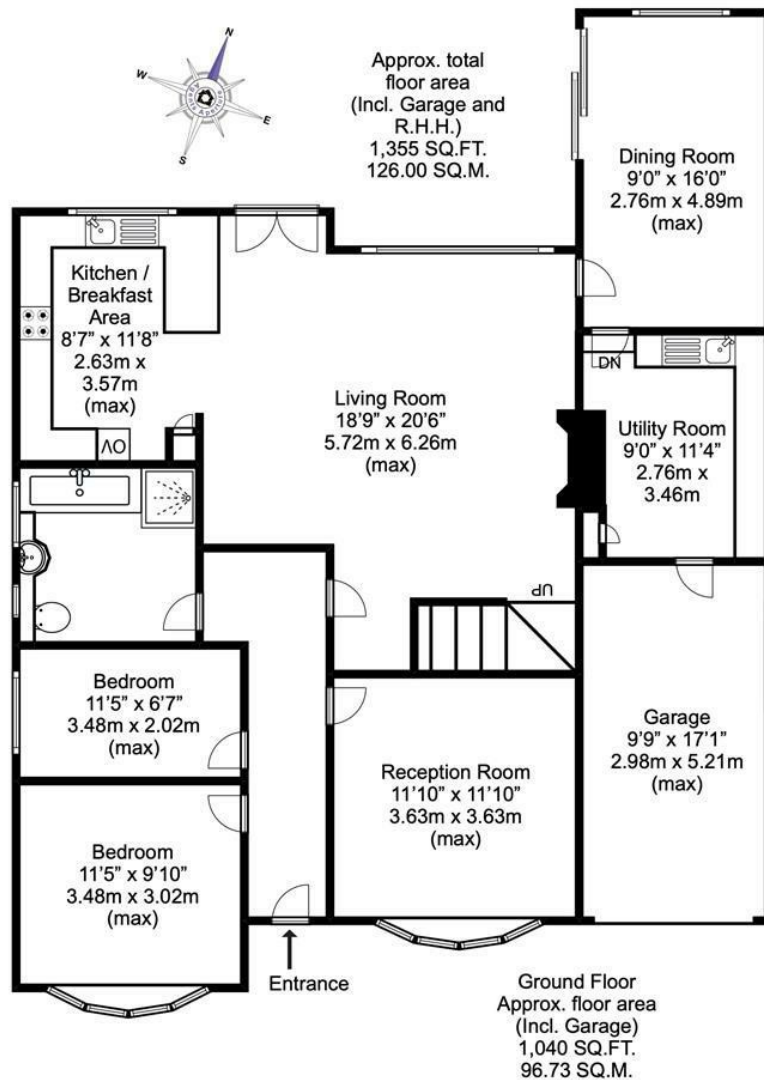 N
W
E
S
Approx. total
floor area
(Incl. Garage and
R.H.H.)
1,355 SQ.FT.
126.00 SQ.M.
Dining Room
9'0" x 16'0"
2.76m x 4.89m
(max)
Kitchen /
Breakfast
Area
8'7" x 11'8"
2.63m x
3.57m
(max)
OV
Living Room
18'9" x 20'6"
5.72m x 6.26m
(max)
DN
Utility Room
9'0" x 11'4"
2.76m x
3.46m
UP
Bedroom
11'5" x 6'7"
3.48m x 2.02m
(max)
Garage
9'9" x 17'1"
2.98m x 5.21m
(max)
Reception Room
11'10" x 11'10"
3.63m x 3.63m
(max)
Bedroom
11'5" x 9'10"
3.48m x 3.02m
(max)
Entrance
Ground Floor
Approx. floor area
(Incl. Garage)
1,040 SQ.FT.
96.73 SQ.M.